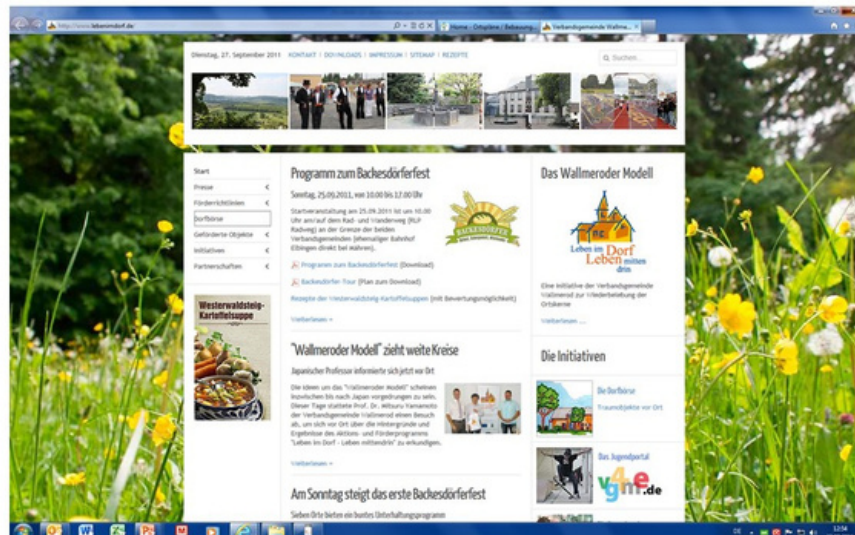 http://www.lebenimdorf.de/
Home - Ortspläne / Bebauung...
Verbandsgemeinde Wallme...
Dienstag, 27. September 2011 KONTAKT | DOWNLOADS | IMPRESSUM | SITEMAP | REZEPTE
Suchen...
Start
Presse
Förderrichtlinien
Dorfbörse
Geförderte Objekte
Initiativen
Partnerschaften
Westerwaldsteig-
Kartoffelsuppe
Programm zum Backesdörferfest
Sonntag, 25.09.2011, von 10.00 bis 17.00 Uhr
Startveranstaltung am 25.09.2011 ist um 10.00
Uhr am/auf dem Rad- und Wanderweg (RLP
Radweg) an der Grenze der beiden
Verbandsgemeinden (ehemaliger Bahnhof
Elbingen direkt bei Mähren).
BACKESDÖRFER
Programm zum Backesdörferfest (Download)
Backesdörfer Tour (Plan zum Download)
Rezepte der Westerwaldsteig-Kartoffelsuppen (mit Bewertungsmöglichkeit)
Weiterlesen »
"Wallmeroder Modell" zieht weite Kreise
Japanischer Professor informierte sich jetzt vor Ort
Die Ideen um das "Wallmeroder Modell" scheinen
inzwischen bis nach Japan vorgedrungen zu sein.
Dieser Tage stattete Prof. Dr. Mitsuru Yamamoto
der Verbandsgemeinde Wallmerod einen Besuch
ab, um sich vor Ort über die Hintergründe und
Ergebnisse des Aktions- und Förderprogramms
"Leben im Dorf - Leben mittendrin" zu erkundigen.
Weiterlesen »
Am Sonntag steigt das erste Backesdörferfest
Sieben Orte bieten ein buntes Unterhaltungsprogramm
Das Wallmeroder Modell
Leben im Dorf
Leben mitten
drin
Eine Initiative der Verbandsgemeinde
Wallmerod zur Wiederbelebung der
Ortskerne
Weiterlesen ...
Die Initiativen
Die Dorfbörse
Traumobjekte vor Ort
Das Jugendportal
vg4me.de
DE
12:54